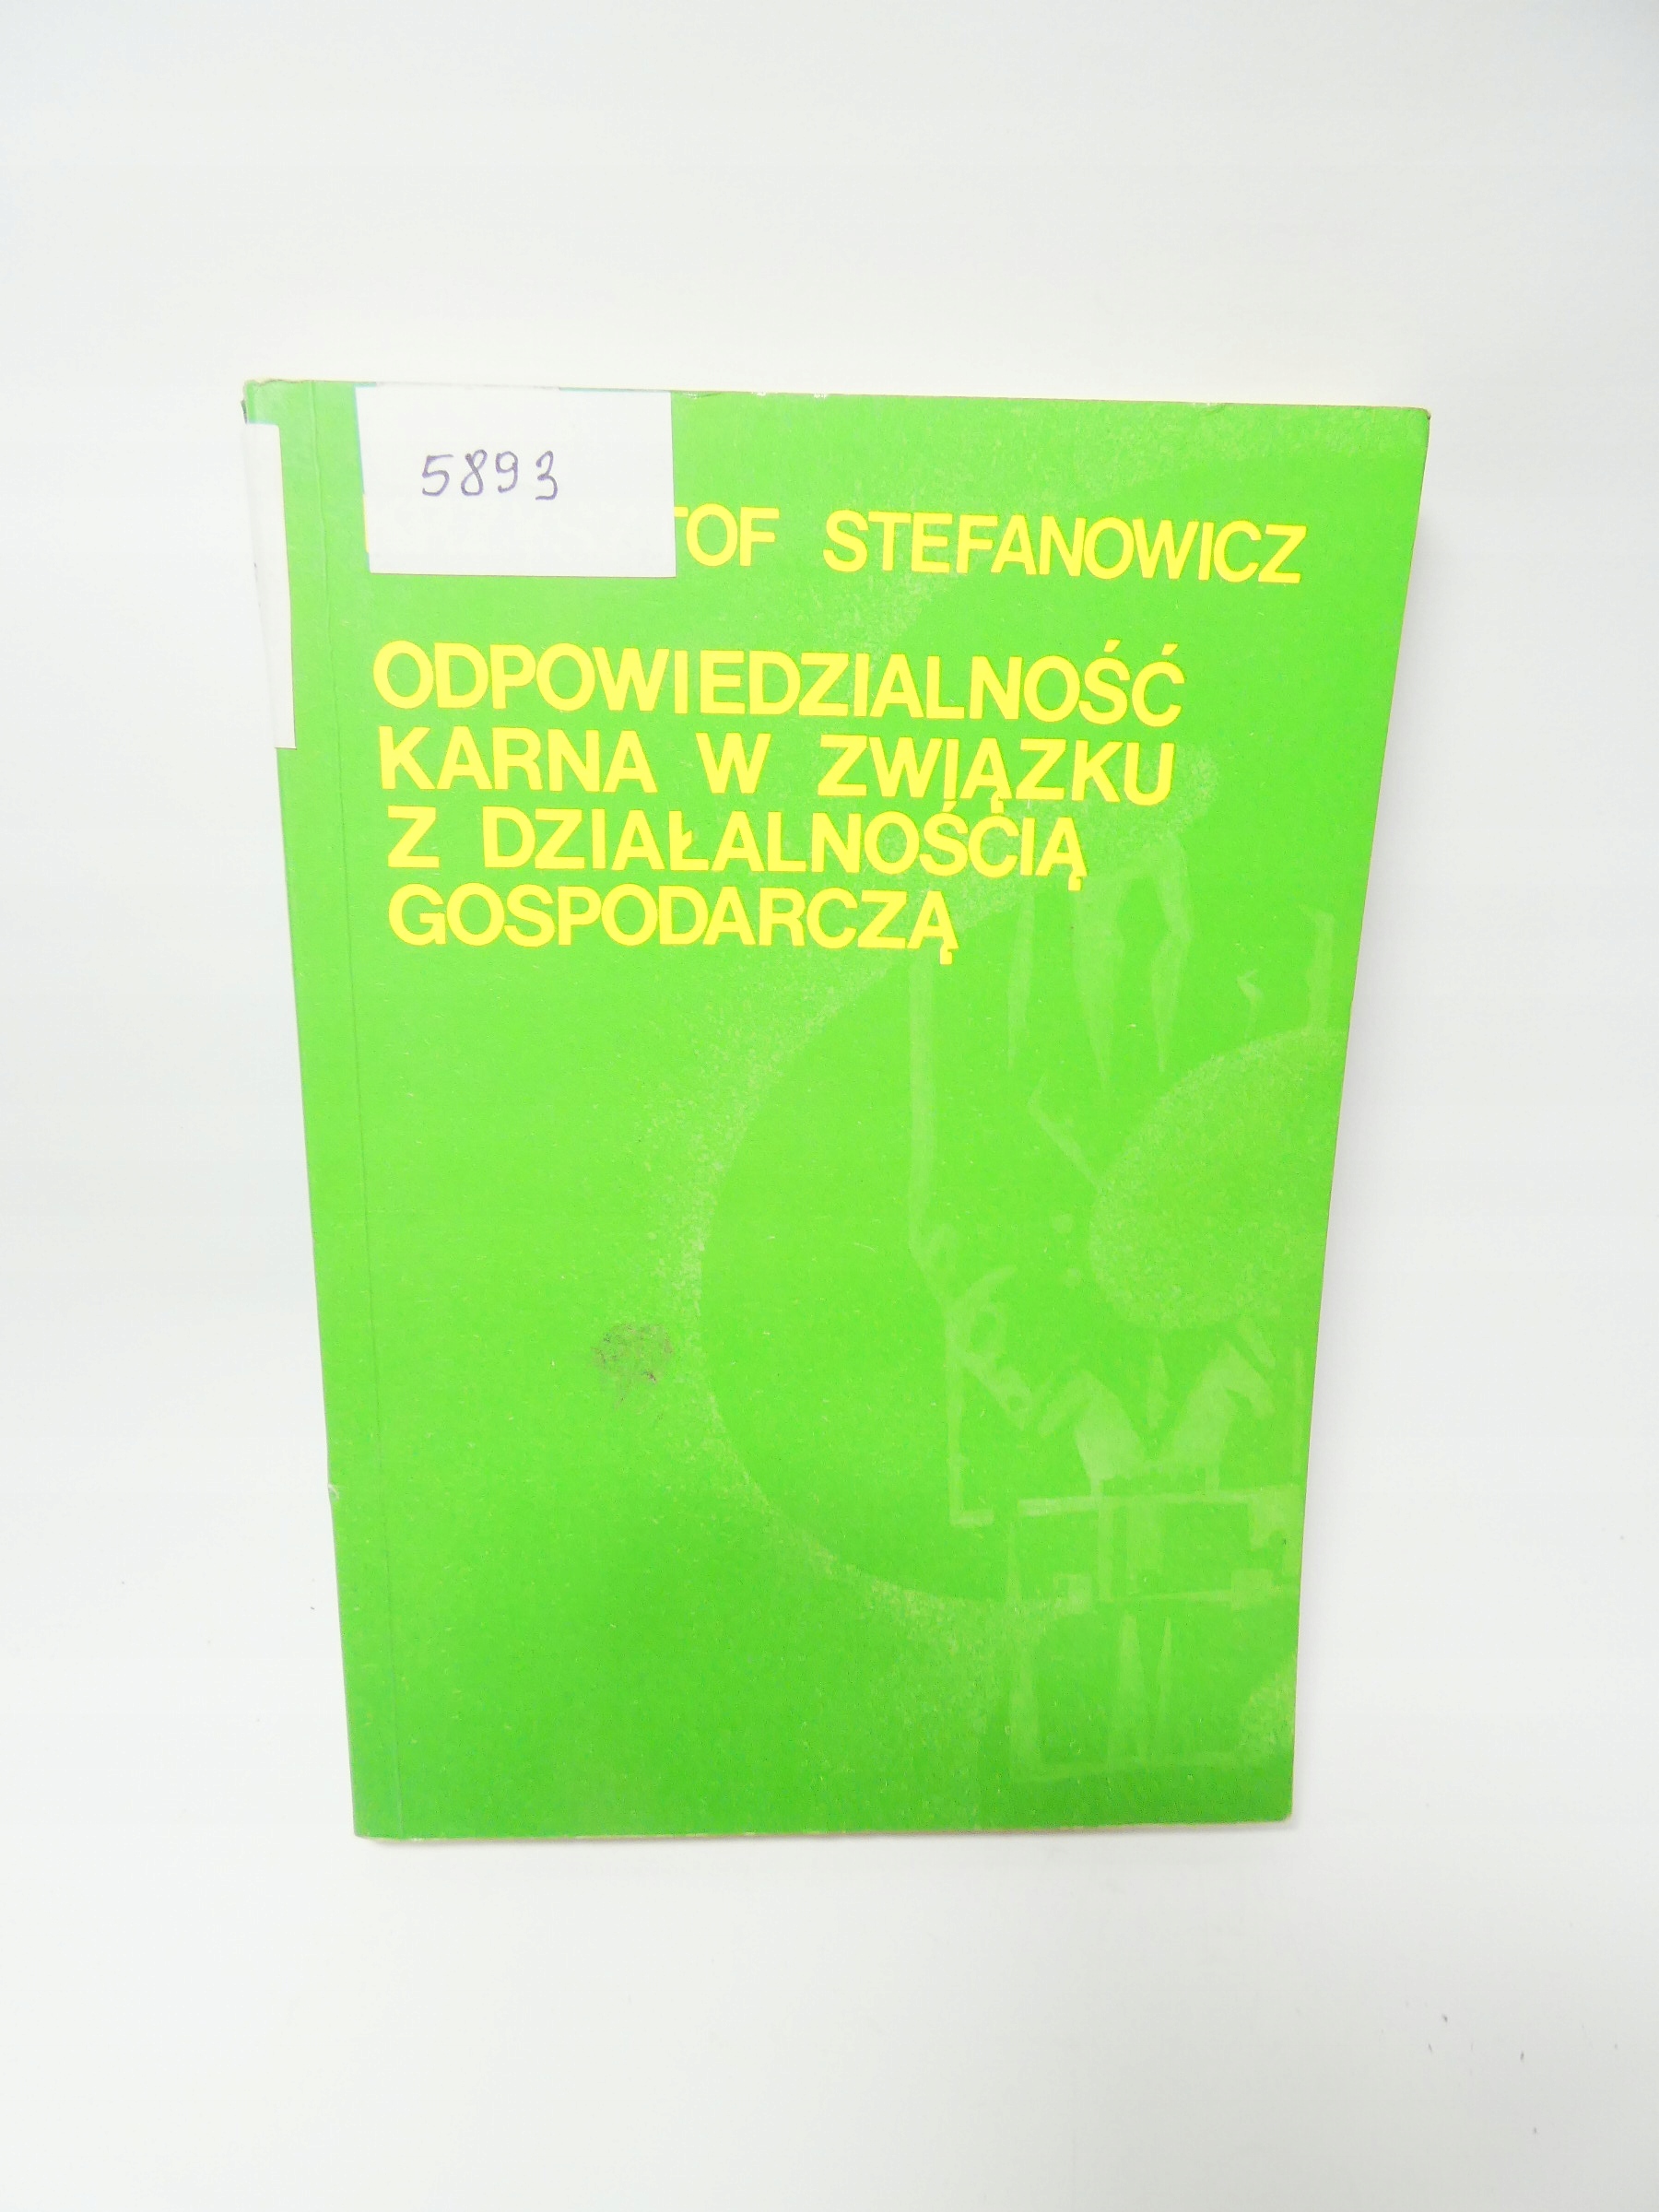 5893
TOF STEFANOWICZ
ODPOWIEDZIALNOŚĆ
KARNA W ZWIĄZKU
Z DZIAŁALNOŚCIĄ
GOSPODARCZĄ